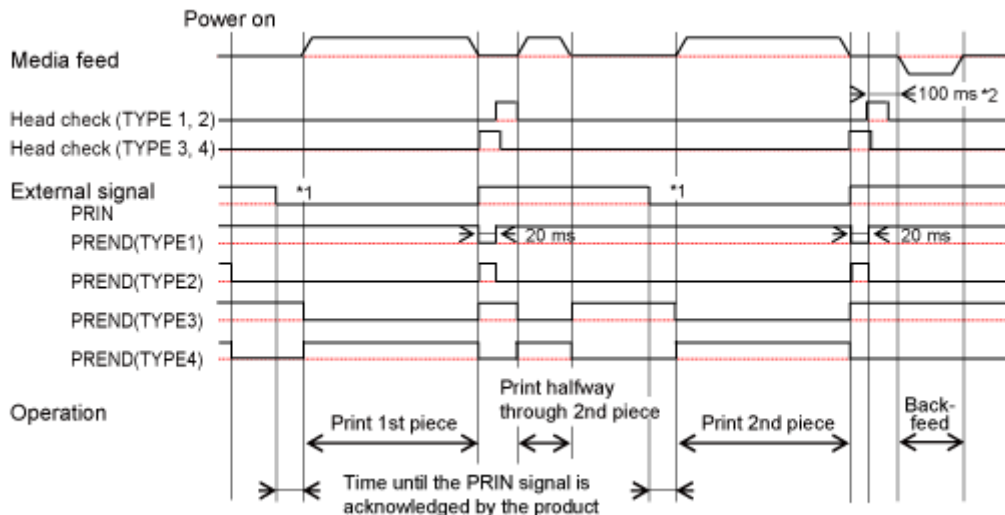 Power on
Media feed
100 ms *2
Head check (TYPE 1, 2)
Head check (TYPE 3, 4)
External signal
*1
*1
PRIN
PREND(TYPE1)
20 ms
20 ms
PREND(TYPE2)
PREND(TYPE3)
PREND(TYPE4)
Operation
Print 1st piece
Print halfway
through 2nd piece
Print 2nd piece
Back-
feed
Time until the PRIN signal is
acknowledged by the product